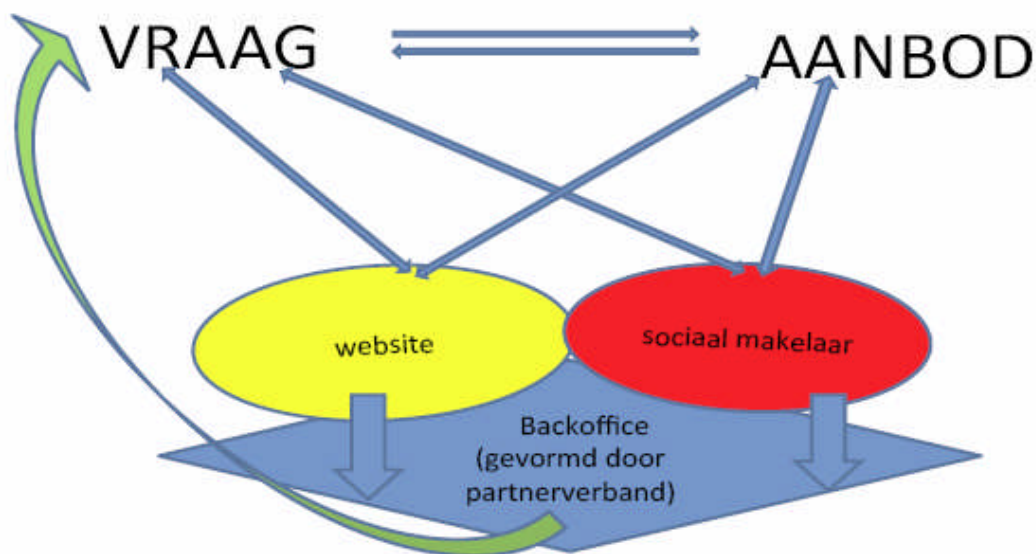 VRAAG
AANBOD
website
sociaal makelaar
Backoffice
(gevormd door
partnerverband)